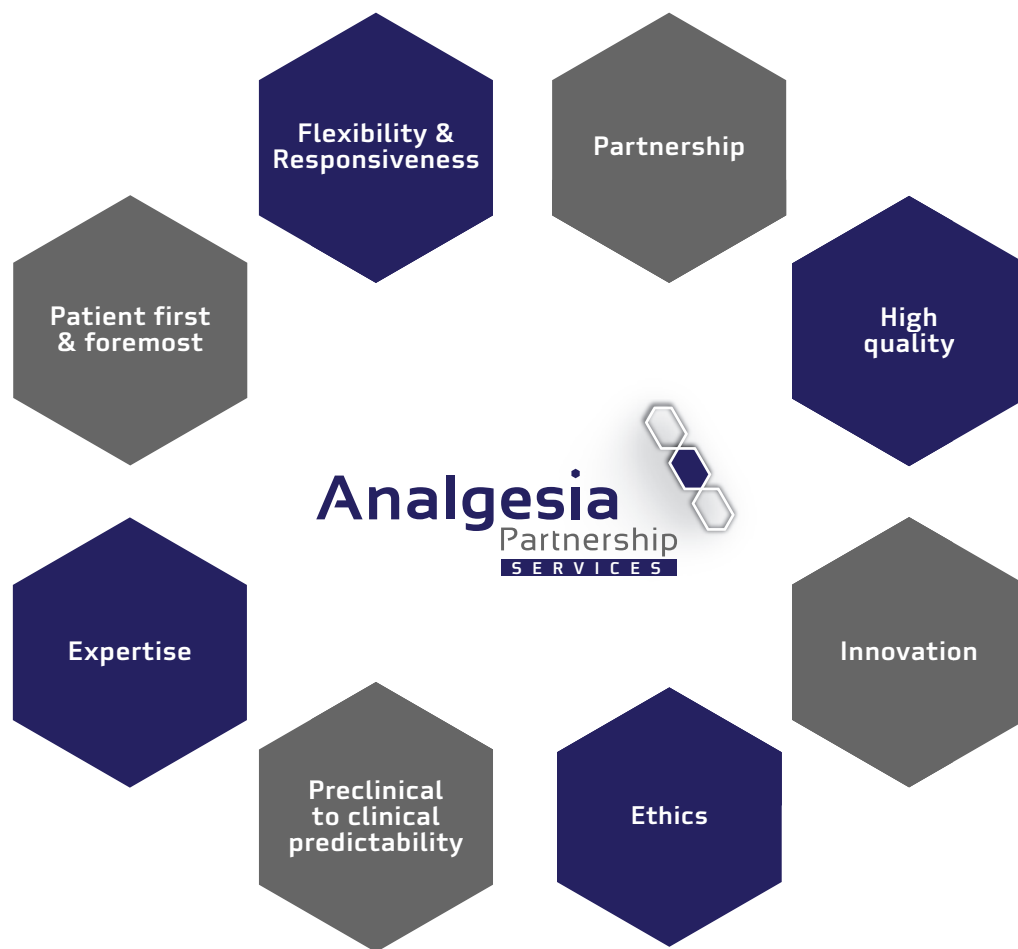 Flexibility &
Responsiveness
Partnership
Patient first
& foremost
High
quality
Analgesia
Partnership
SERVICES
Expertise
Innovation
Preclinical
to clinical
predictability
Ethics